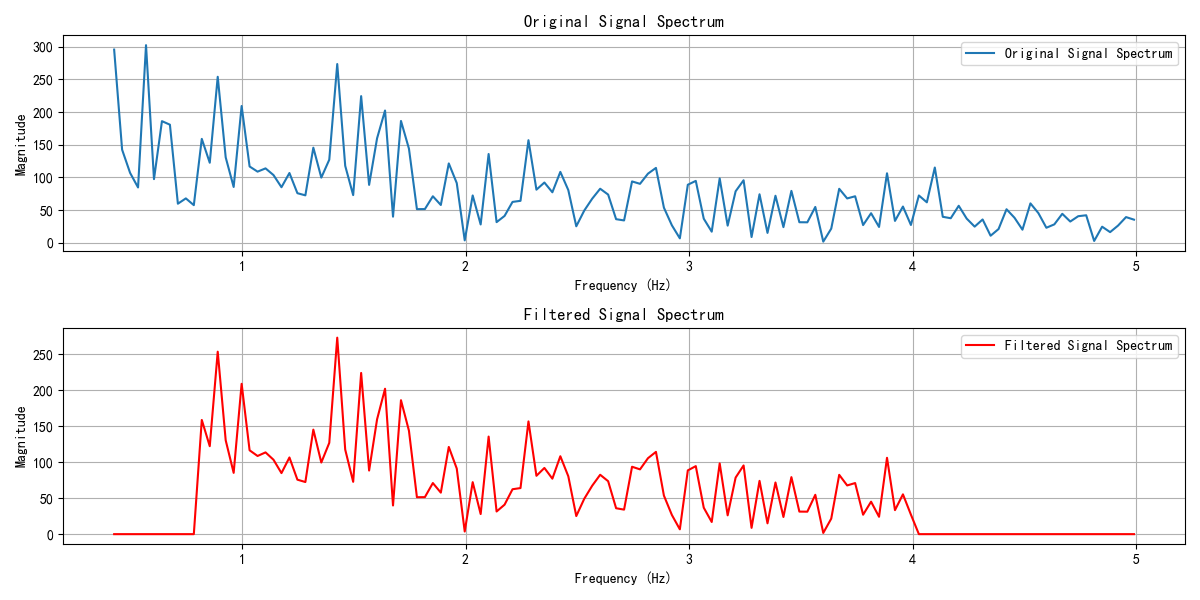 Original Signal Spectrum
Original Signal Spectrum
Magnitude
300
250
200
150
100
50
0
1 2 3 4 5
Frequency (Hz)
Filtered Signal Spectrum
Filtered Signal Spectrum
Magnitude
250
200
150
100
50
0
1 2 3 4 5
Frequency (Hz)